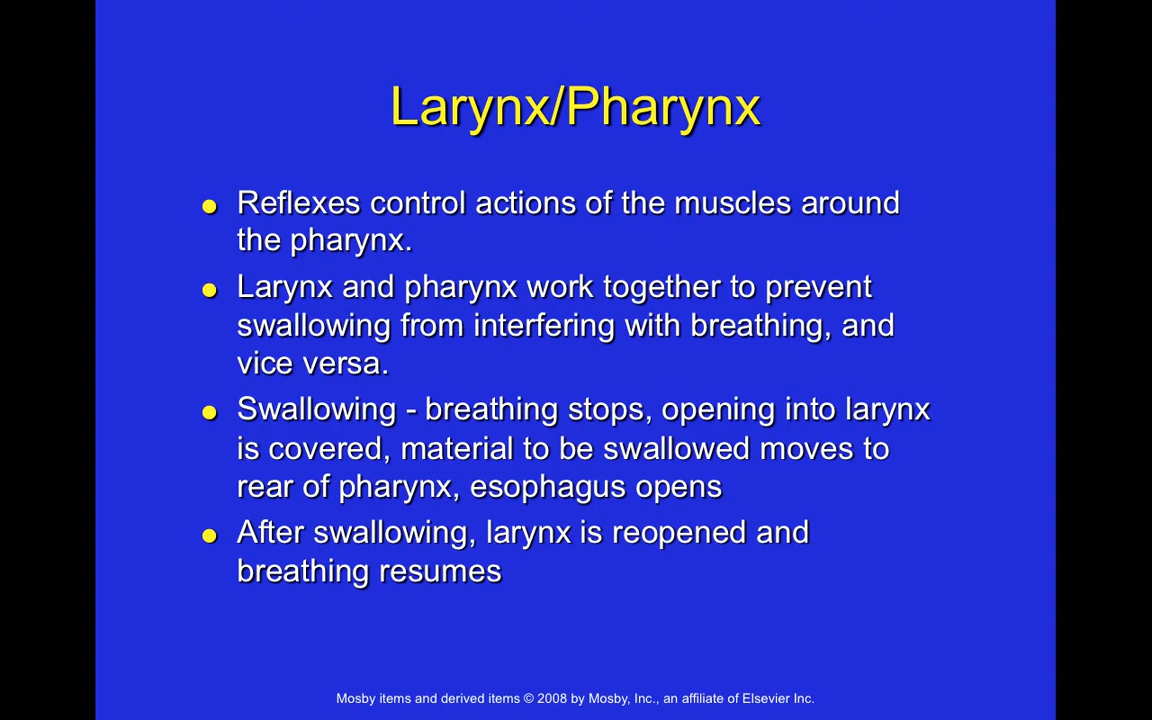 Larynx/Pharynx
● Reflexes control actions of the muscles around
the pharynx.
● Larynx and pharynx work together to prevent
swallowing from interfering with breathing, and
vice versa.
● Swallowing - breathing stops, opening into larynx
is covered, material to be swallowed moves to
rear of pharynx, esophagus opens
● After swallowing, larynx is reopened and
breathing resumes
Mosby items and derived items © 2008 by Mosby, Inc., an affiliate of Elsevier Inc.